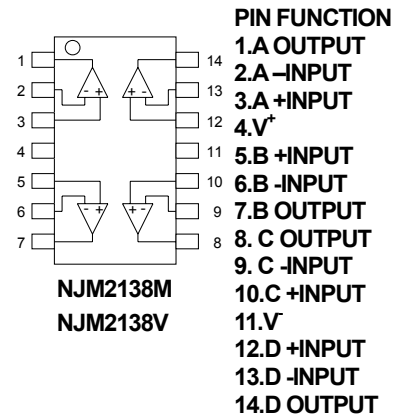 PIN FUNCTION
1.A OUTPUT
2.A –INPUT
3.A +INPUT
4.V+
5.B +INPUT
6.B -INPUT
7.B OUTPUT
8. C OUTPUT
9. C -INPUT
10.C +INPUT
11.V-
12.D +INPUT
13.D -INPUT
14.D OUTPUT
1 14
2 13
3 12
4 11
5 10
6 9
7 8
- + + -
- + + -
NJM2138M
NJM2138V